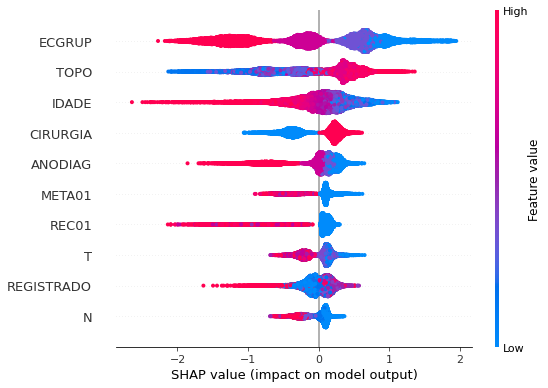 High
ECGRUP
TOPO
IDADE
CIRURGIA
ANODIAG
META01
REC01
T
REGISTRADO
N
Feature value
Low
−2 −1 0 1 2
SHAP value (impact on model output)